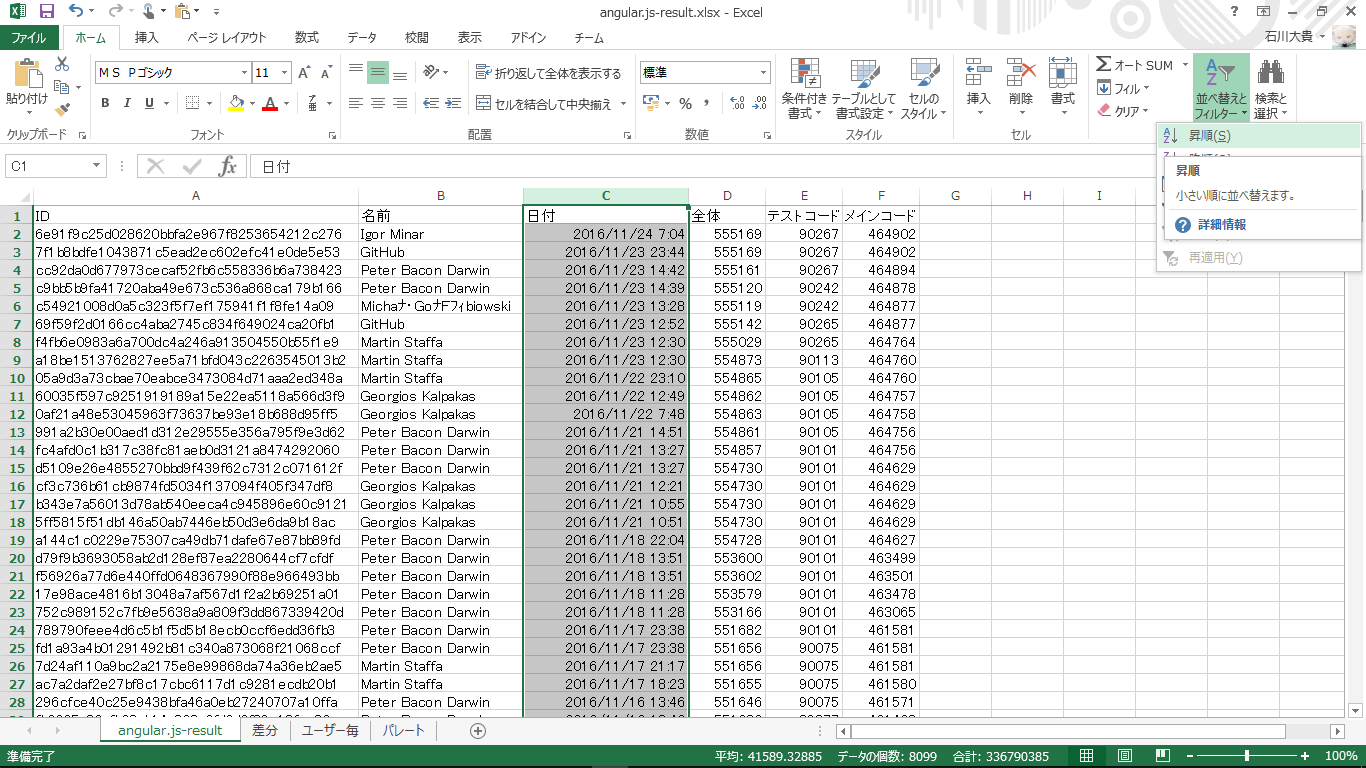 angular.js-result.xlsx - Excel
ファイル ホーム 挿入 ページ レイアウト 数式 データ 校閲 表示 アドイン チーム 石川大貴
貼り付け ＭＳ Ｐゴシック 11 折り返して全体を表示する 標準 条件付き書式 テーブルとして書式設定 セルのスタイル 挿入 削除 書式 オート SUM 並べ替えとフィルター 検索と選択
B I U セルを結合して中央揃え % フィル
クリア
クリップボード フォント 配置 数値 スタイル セル
昇順(S)
C1 日付
昇順
小さい順に並べ替えます。
詳細情報
再適用(Y)
A B C D E F G H I
1 ID 名前 日付 全体 テストコード メインコード
2 6e91f9c25d028620bbfa2e967f8253654212c276 Igor Minar 2016/11/24 7:04 555169 90267 464902
3 7f1b8bdfe1043871c5ead2ec602efc41e0de5e53 GitHub 2016/11/23 23:44 555169 90267 464902
4 cc92da0d677973cecaf52fb6c558336b6a738423 Peter Bacon Darwin 2016/11/23 14:42 555161 90267 464894
5 c9bb5b9fa41720aba49e673c536a868ca179b166 Peter Bacon Darwin 2016/11/23 14:39 555120 90242 464878
6 c54921008d0a5c323f5f7ef175941f1f8fe14a09 Michaﾅ・GoﾅFﾌｨbiowski 2016/11/23 13:28 555119 90242 464877
7 69f59f2d0166cc4aba2745c834f649024ca20fb1 GitHub 2016/11/23 12:52 555142 90265 464877
8 f4fb6e0983a6a700dc4a246a913504550b55f1e9 Martin Staffa 2016/11/23 12:30 555029 90265 464764
9 a18be1513762827ee5a71bfd043c2263545013b2 Martin Staffa 2016/11/23 12:30 554873 90113 464760
10 05a9d3a73cbae70eabce3473084d71aaa2ed348a Martin Staffa 2016/11/22 23:10 554865 90105 464760
11 60035f597c9251919189a15e22ea5118a566d3f9 Georgios Kalpakas 2016/11/22 12:49 554862 90105 464757
12 0af21a48e53045963f73637be93e18b688d95ff5 Georgios Kalpakas 2016/11/22 7:48 554863 90105 464758
13 991a2b30e00aed1d312e29555e356a795f9e3d62 Peter Bacon Darwin 2016/11/21 14:51 554861 90105 464756
14 fc4afd0c1b317c38fc81aeb0d3121a8474292060 Peter Bacon Darwin 2016/11/21 13:27 554857 90101 464756
15 d5109e26e4855270bbd9f439f62c7312c071612f Peter Bacon Darwin 2016/11/21 13:27 554730 90101 464629
16 cf3c736b61cb9874fd5034f137094f405f347df8 Georgios Kalpakas 2016/11/21 12:21 554730 90101 464629
17 b343e7a56013d78ab540eeca4c945896e60c9121 Georgios Kalpakas 2016/11/21 10:55 554730 90101 464629
18 5ff5815f51db146a50ab7446eb50d3e6da9b18ac Georgios Kalpakas 2016/11/21 10:51 554730 90101 464629
19 a144c1c0229e75307ca49db71dafe67e87bb89fd Peter Bacon Darwin 2016/11/18 22:04 554728 90101 464627
20 d79f9b3693058ab2d128ef87ea2280644cf7cfdf Peter Bacon Darwin 2016/11/18 13:51 553600 90101 463499
21 f56926a77d6e440ffd0648367990f88e966493bb Peter Bacon Darwin 2016/11/18 13:51 553602 90101 463501
22 17e98ace4816b13048a7af567d1f2a2b69251a01 Peter Bacon Darwin 2016/11/18 11:28 553579 90101 463478
23 752c989152c7fb9e5638a9a809f3dd867339420d Peter Bacon Darwin 2016/11/18 11:28 553166 90101 463065
24 789790feee4d6c5b1f5d5b18ecb0ccf6edd36fb3 Peter Bacon Darwin 2016/11/17 23:38 551682 90101 461581
25 fd1a93a4b01291492b81c340a873068f21068ccf Peter Bacon Darwin 2016/11/17 23:38 551656 90075 461581
26 7d24af110a9bc2a2175e8e99868da74a36eb2ae5 Martin Staffa 2016/11/17 21:17 551656 90075 461581
27 ac7a2daf2e27bf8c17cbc6117d1c9281ecdb20b1 Martin Staffa 2016/11/17 18:23 551655 90075 461580
28 296cfce40c25e9438bfa46a0eb27240707a10ffa Peter Bacon Darwin 2016/11/16 13:46 551646 90075 461571
angular.js-result 差分 ユーザー毎 パレート
準備完了 平均: 41589.32885 データの個数: 8099 合計: 336790385 100%